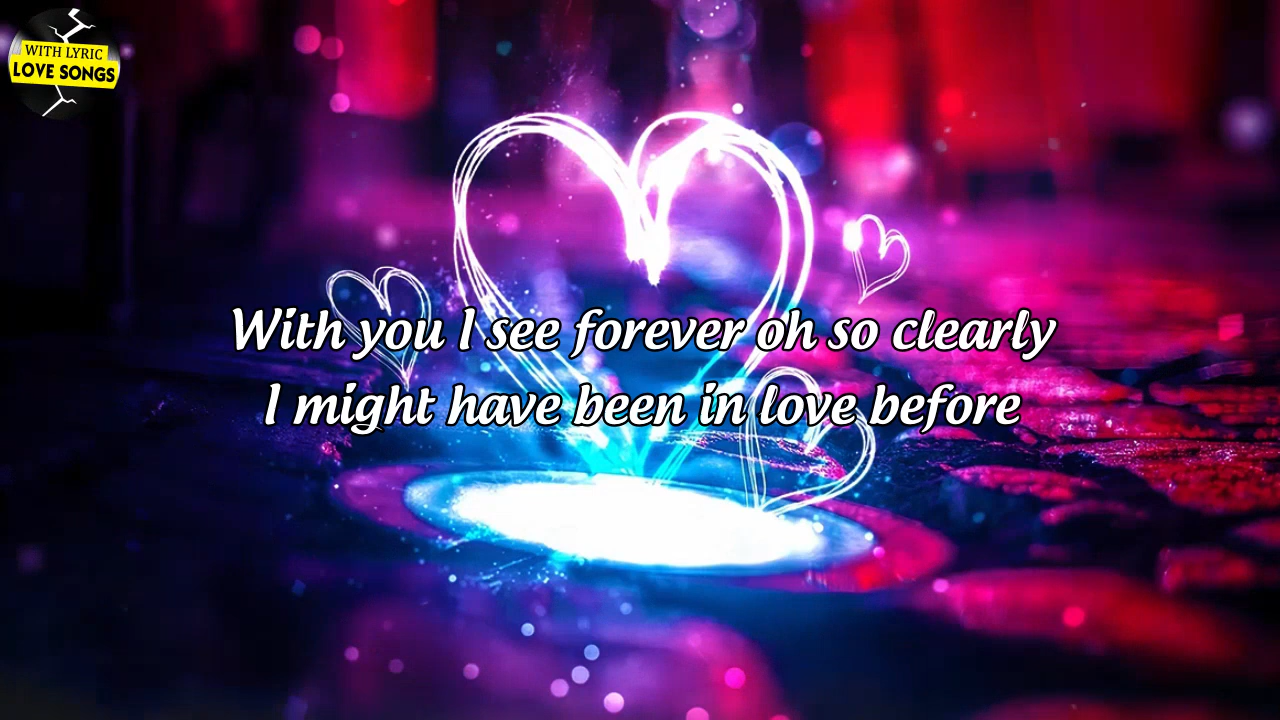 WITH LYRIC
LOVE SONGS
With you I see forever oh so clearly
I might have been in love before